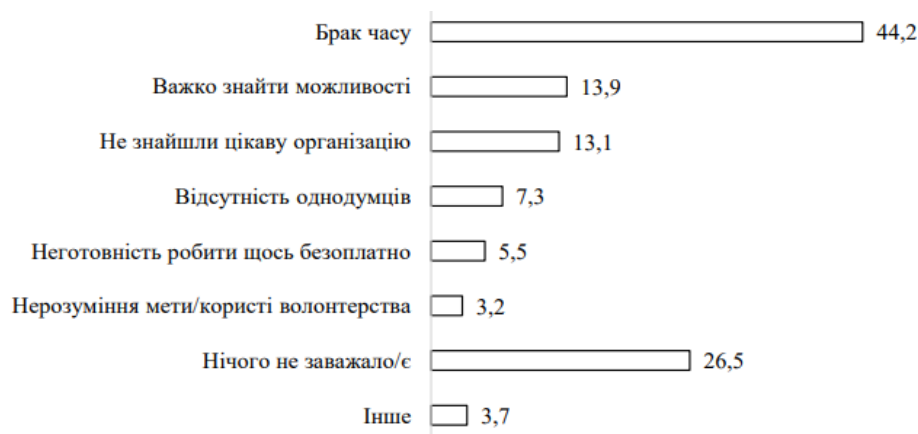 Брак часу 44,2
Важко знайти можливості 13,9
Не знайшли цікаву організацію 13,1
Відсутність однодумців 7,3
Неготовність робити щось безоплатно 5,5
Нерозуміння мети/користі волонтерства 3,2
Нічого не заважало/є 26,5
Інше 3,7